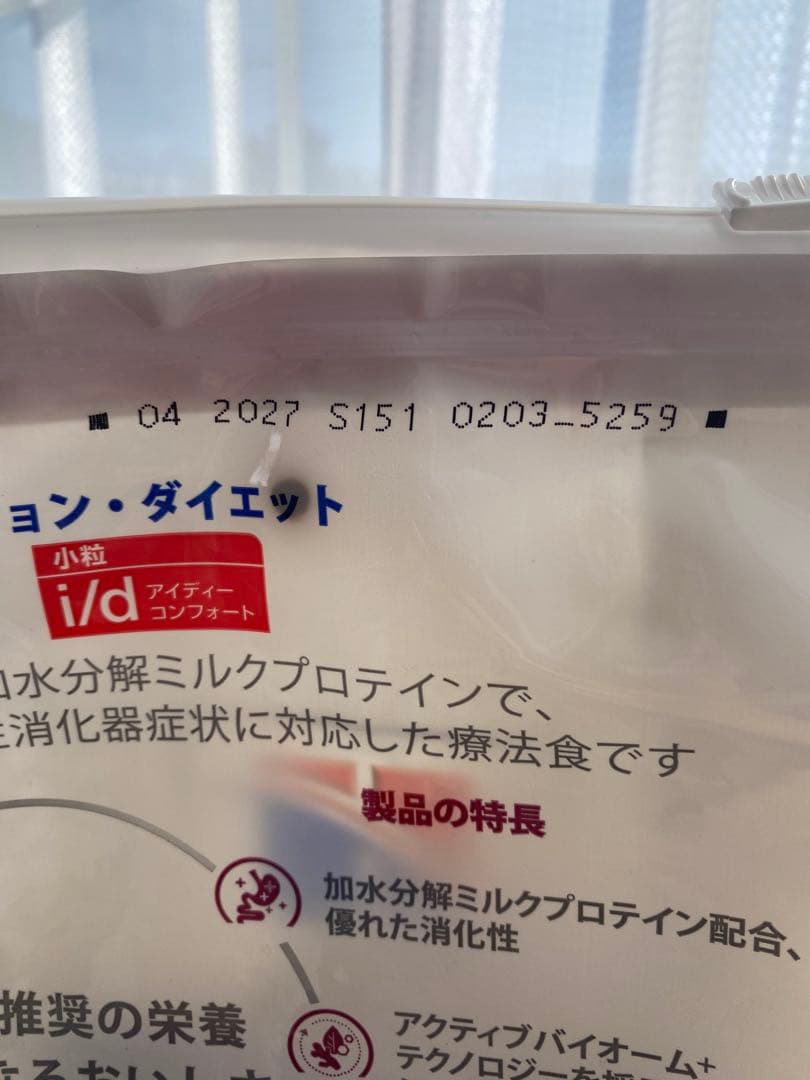 04 2027 S151 0203_5259
ョン・ダイエット
小粒
i/d
アイディー
コンフォート
加水分解ミルクプロテインで、
消化器症状に対応した療法食です
製品の特長
加水分解ミルクプロテイン配合、
優れた消化性
推奨の栄養
アクティブバイオーム+
テクノロジーを